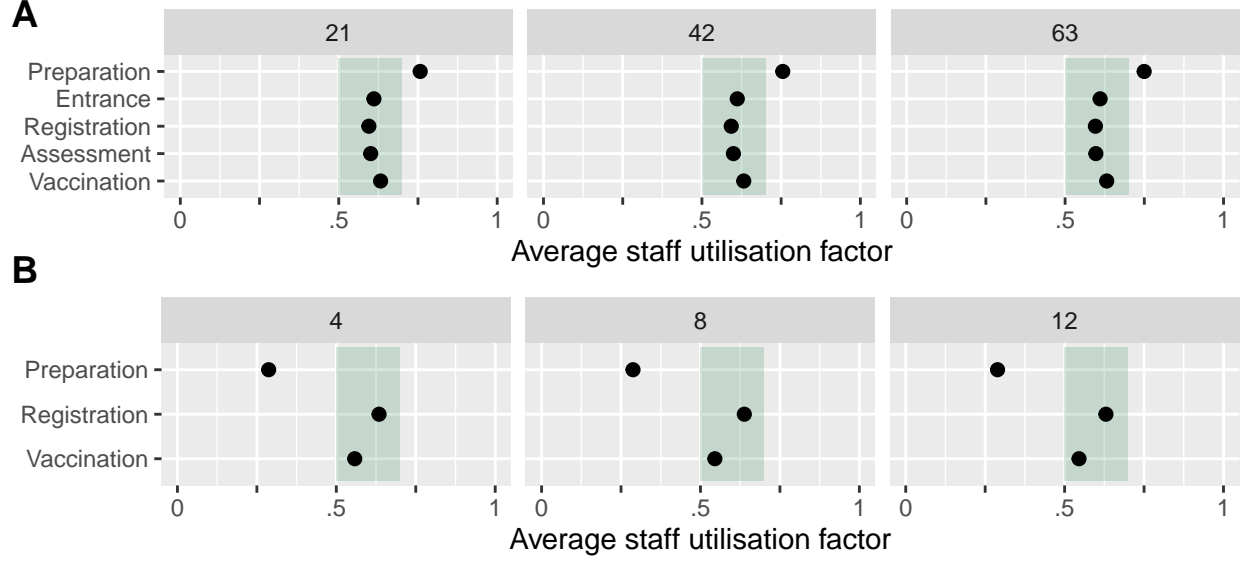 A
21 42 63
Preparation
Entrance
Registration
Assessment
Vaccination
0 .5 1 0 .5 1 0 .5 1
Average staff utilisation factor
B
4 8 12
Preparation
Registration
Vaccination
0 .5 1 0 .5 1 0 .5 1
Average staff utilisation factor